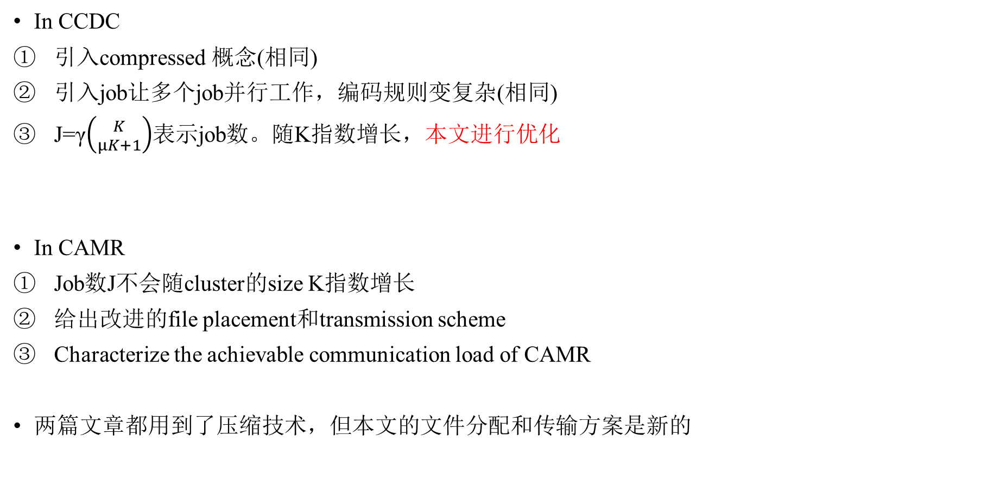 • In CCDC
① 引入compressed 概念(相同)
② 引入job让多个job并行工作，编码规则变复杂(相同)
③ J=γ(K μK+1)表示job数。随K指数增长，本文进行优化
• In CAMR
① Job数J不会随cluster的size K指数增长
② 给出改进的file placement和transmission scheme
③ Characterize the achievable communication load of CAMR
• 两篇文章都用到了压缩技术，但本文的文件分配和传输方案是新的